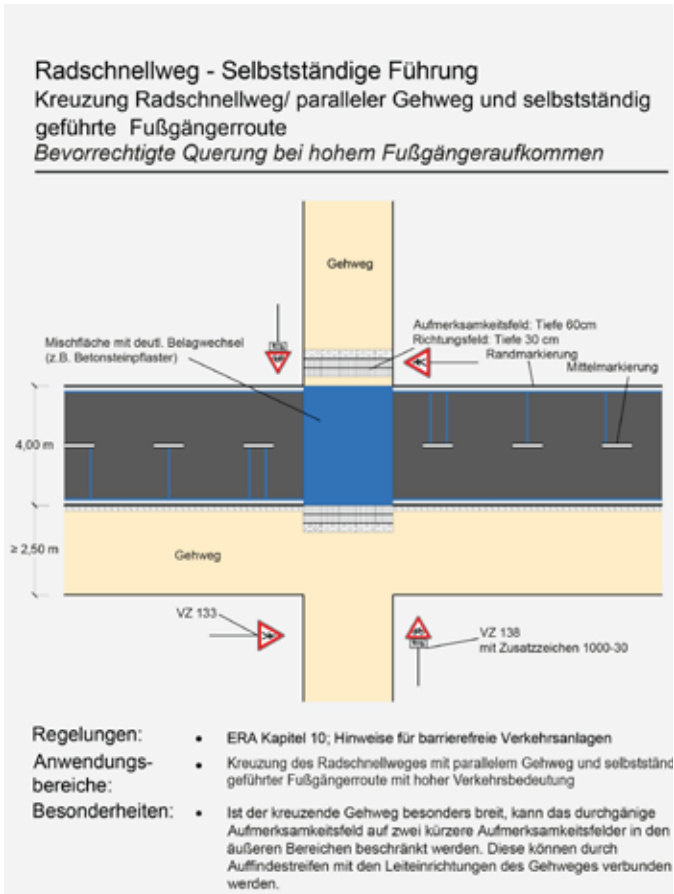 Radschnellweg - Selbstständige Führung
Kreuzung Radschnellweg/ paralleler Gehweg und selbstständig
geführte Fußgängerroute
Bevorrechtigte Querung bei hohem Fußgängeraufkommen
Gehweg
Aufmerksamkeitsfeld: Tiefe 60cm
Richtungsfeld: Tiefe 30 cm
Randmarkierung
Mittelmarkierung
Mischfläche mit deutl. Belagwechsel
(z.B. Betonsteinpflaster)
4,00 m
≥ 2,50 m
Gehweg
VZ 133
VZ 138
mit Zusatzzeichen 1000-30
Regelungen:
• ERA Kapitel 10; Hinweise für barrierefreie Verkehrsanlagen
Anwendungs-
bereiche:
• Kreuzung des Radschnellweges mit parallelem Gehweg und selbstständ
geführter Fußgängerroute mit hoher Verkehrsbedeutung
Besonderheiten:
• Ist der kreuzende Gehweg besonders breit, kann das durchgänige
Aufmerksamkeitsfeld auf zwei kürzere Aufmerksamkeitsfelder in den
äußeren Bereichen beschränkt werden. Diese können durch
Auffindestreifen mit den Leiteinrichtungen des Gehweges verbunden
werden.